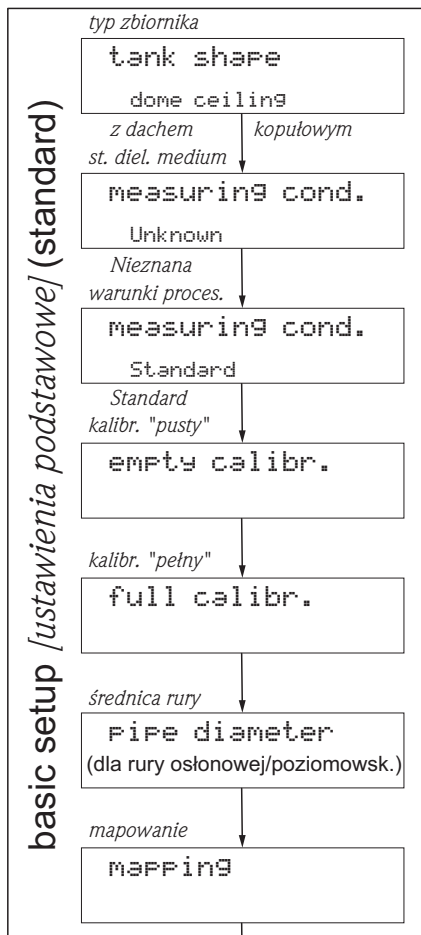 basic setup [ustawienia podstawowe] (standard)
typ zbiornika
tank shape
dome ceiling
z dachem kopułowym
st. diel. medium
measuring cond.
Unknown
Nieznana
warunki proces.
measuring cond.
Standard
Standard
kalibr. "pusty"
empty calibr.
kalibr. "pełny"
full calibr.
średnica rury
pipe diameter
(dla rury osłonowej/poziomowsk.)
mapowanie
mapping